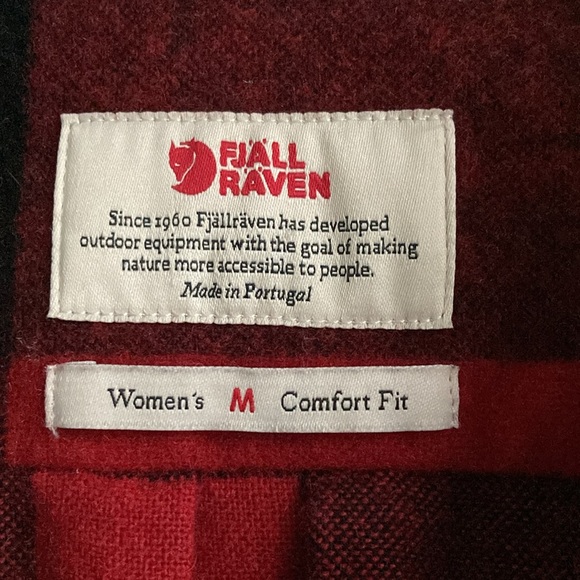 FJÄLL
RÄVEN
Since 1960 Fjällräven has developed
outdoor equipment with the goal of making
nature more accessible to people.
Made in Portugal
Women's M Comfort Fit